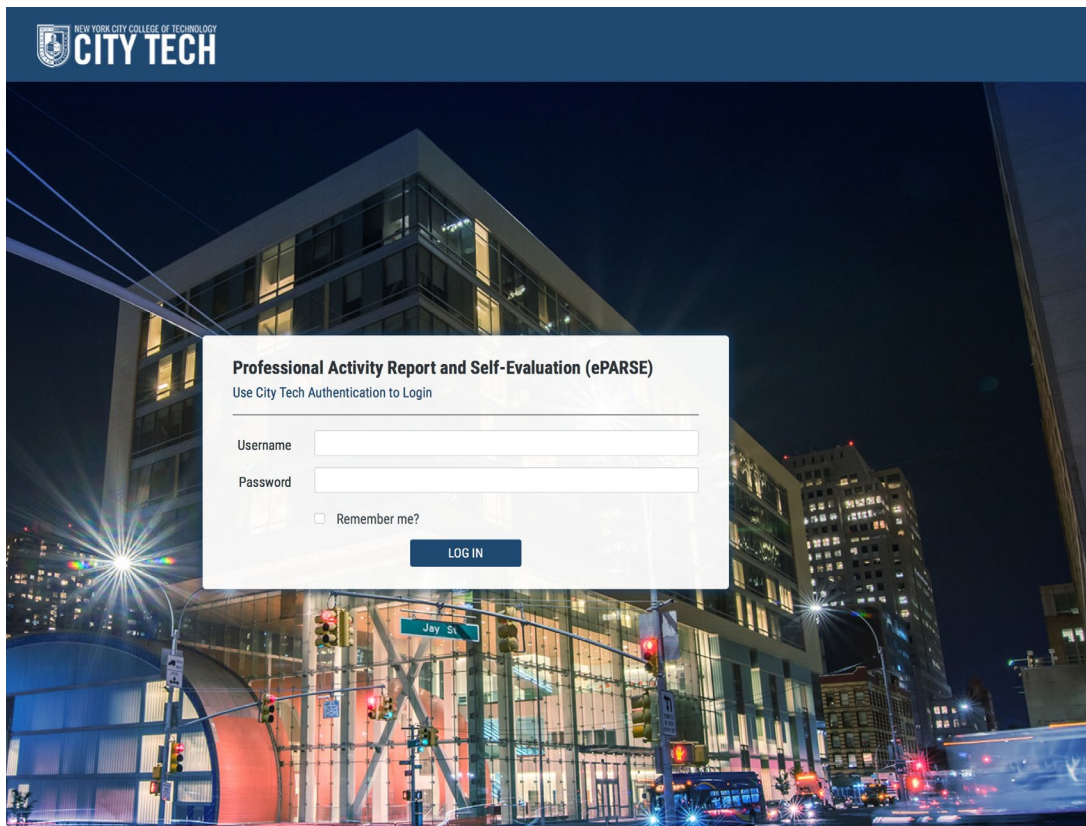 NEW YORK CITY COLLEGE OF TECHNOLOGY
CITY TECH
Professional Activity Report and Self-Evaluation (ePARSE)
Use City Tech Authentication to Login
Username
Password
Remember me?
LOG IN
Jay St